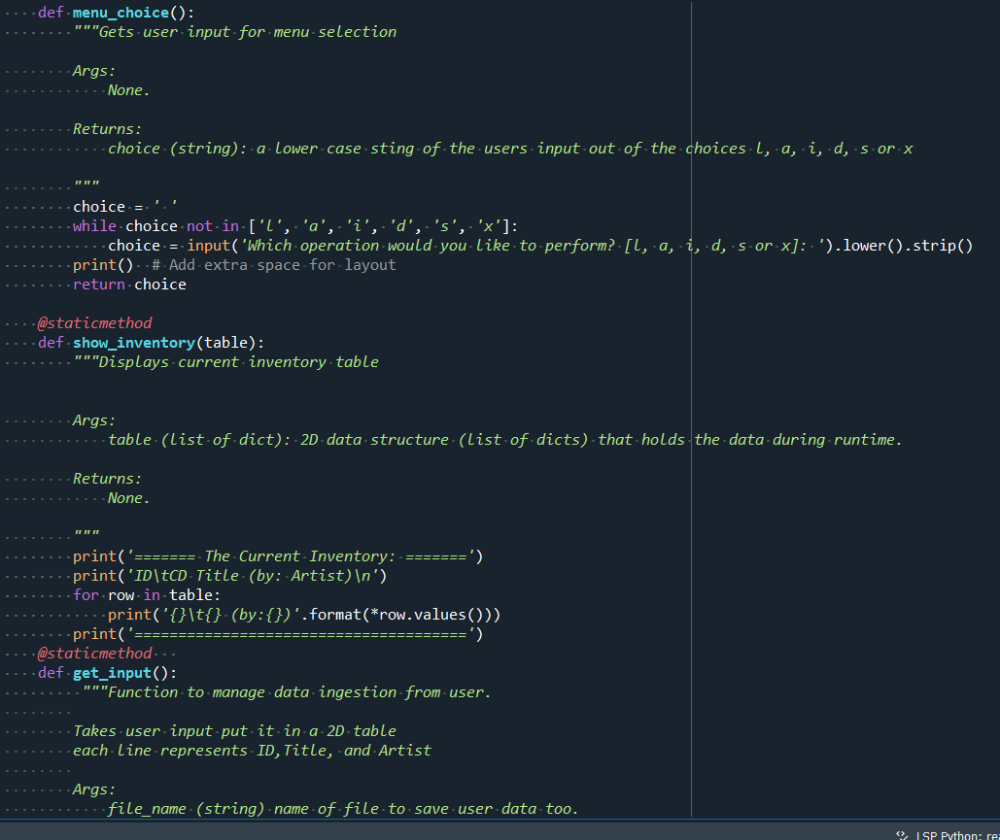 def menu_choice():
"""Gets user input for menu selection
Args:
None.
Returns:
choice (string): a lower case sting of the users input out of the choices l, a, i, d, s or x
"""
choice = ' '
while choice not in ['l', 'a', 'i', 'd', 's', 'x']:
choice = input('Which operation would you like to perform? [l, a, i, d, s or x]: ').lower().strip()
print()  # Add extra space for layout
return choice
@staticmethod
def show_inventory(table):
"""Displays current inventory table
Args:
table (list of dict): 2D data structure (list of dicts) that holds the data during runtime.
Returns:
None.
"""
print('======= The Current Inventory: =======')
print('ID\tCD Title (by: Artist)\n')
for row in table:
print('{}\t{} (by:{})'.format(*row.values()))
print('======================================')
@staticmethod
def get_input():
"""Function to manage data ingestion from user.
Takes user input put it in a 2D table
each line represents ID,Title, and Artist
Args:
file_name (string) name of file to save user data too.
LSP Python: rea